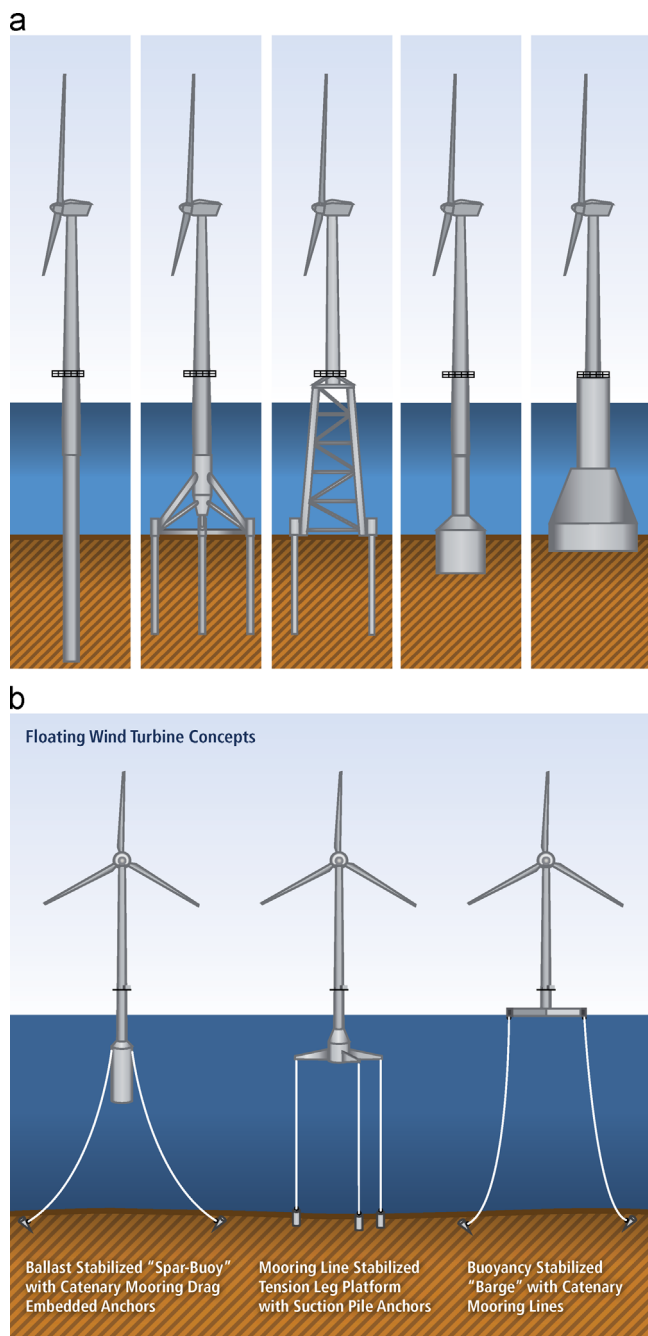 a
b
Floating Wind Turbine Concepts
Ballast Stabilized “Spar-Buoy”
with Catenary Mooring Drag
Embedded Anchors
Mooring Line Stabilized
Tension Leg Platform
with Suction Pile Anchors
Buoyancy Stabilized
“Barge” with Catenary
Mooring Lines